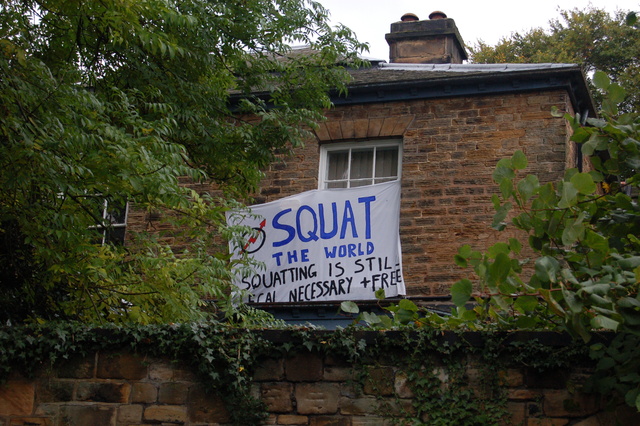 SQUAT
THE WORLD
SQUATTING IS STIL-
NECESSARY + FREE